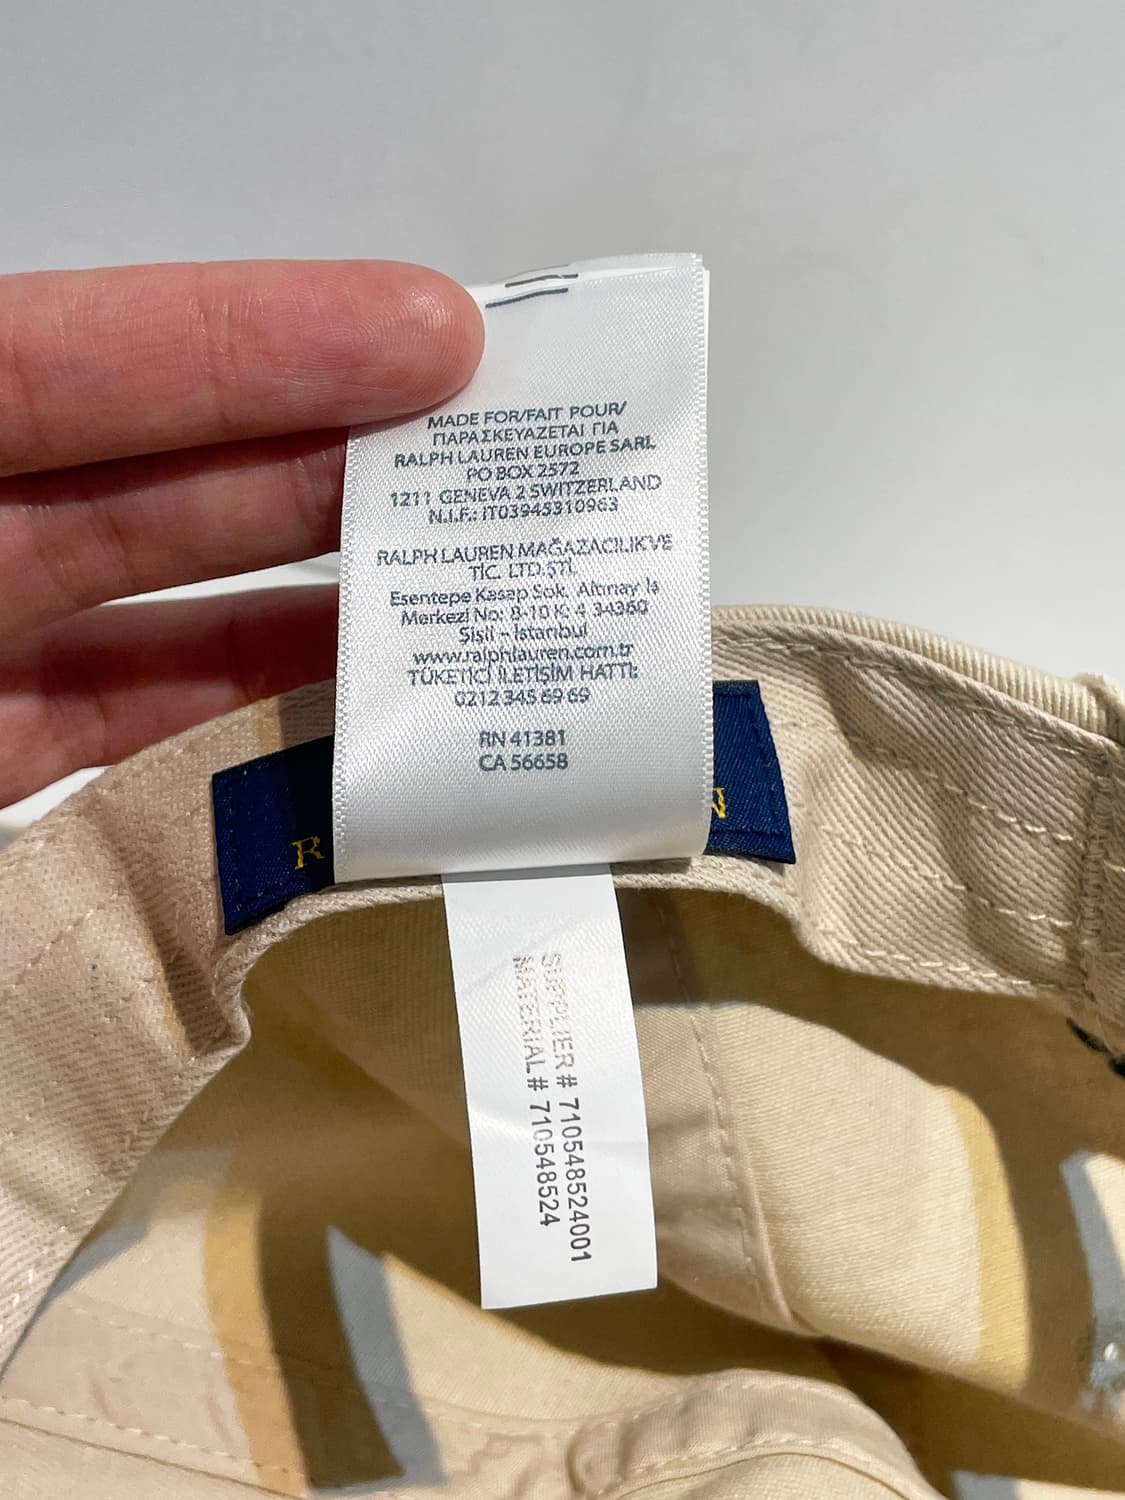 MADE FOR/FAIT POUR/
ΠΑΡΑΣΚΕΥΑΖΕΤΑΙ ΓΙΑ
RALPH LAUREN EUROPE SARL
PO BOX 2572
1211 GENEVA 2 SWITZERLAND
N.I.F.: IT03945310963
RALPH LAUREN MAĞAZACILIK VE
TİC. LTD.ŞTİ.
Esentepe Kasap Sok. Altınay İş
Merkezi No: 8-10 K: 4 34360
Şişli – İstanbul
www.ralphlauren.com.tr
TÜKETİCİ İLETİŞİM HATTI:
0212 345 69 69
RN 41381
CA 56658
R
N
SUPPLIER # 710548524001
MATERIAL # 710548524